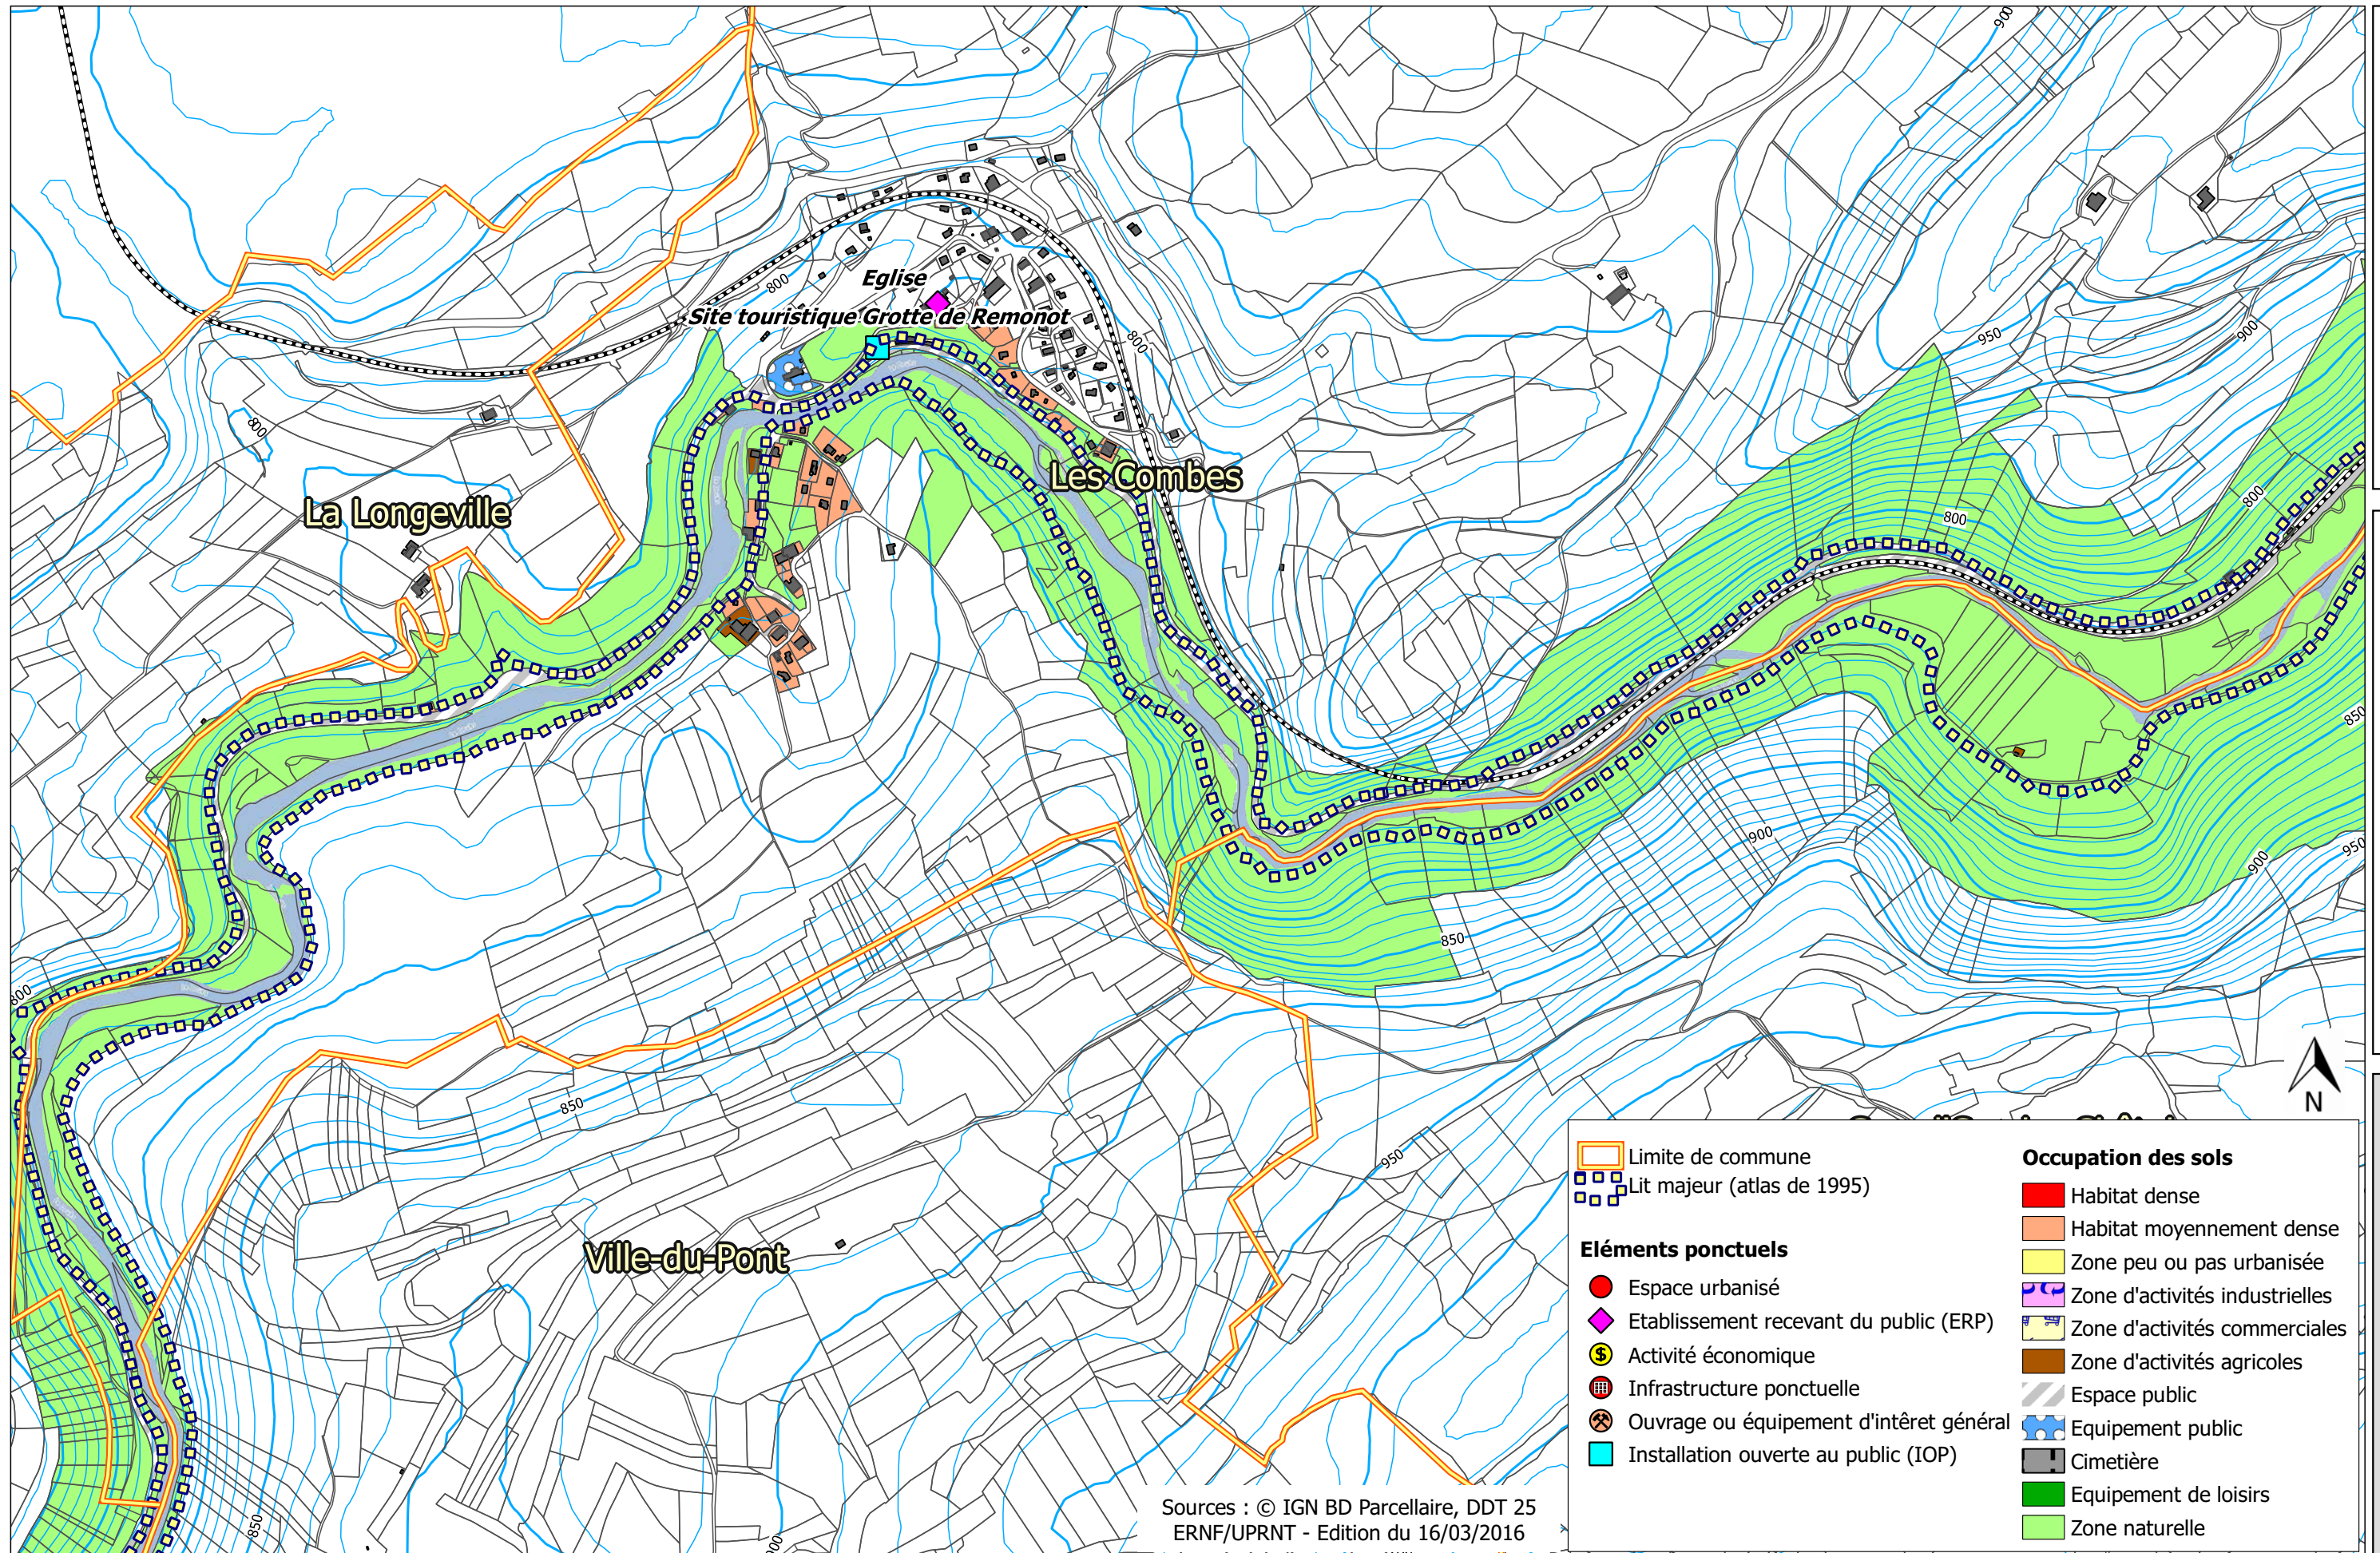 900
Eglise
800
Site touristique Grotte de Remonot
800
950
900
800
Les Combes
La Longeville
800
800
850
900
900
950
850
800
850
950
Ville-du-Pont
850
N
Limite de commune
Lit majeur (atlas de 1995)
Eléments ponctuels
Espace urbanisé
Etablissement recevant du public (ERP)
Activité économique
$
Infrastructure ponctuelle
Ouvrage ou équipement d'intêret général
Installation ouverte au public (IOP)
Occupation des sols
Habitat dense
Habitat moyennement dense
Zone peu ou pas urbanisée
Zone d'activités industrielles
Zone d'activités commerciales
Zone d'activités agricoles
Espace public
Equipement public
Cimetière
Equipement de loisirs
Zone naturelle
Sources : © IGN BD Parcellaire, DDT 25
ERNF/UPRNT - Edition du 16/03/2016